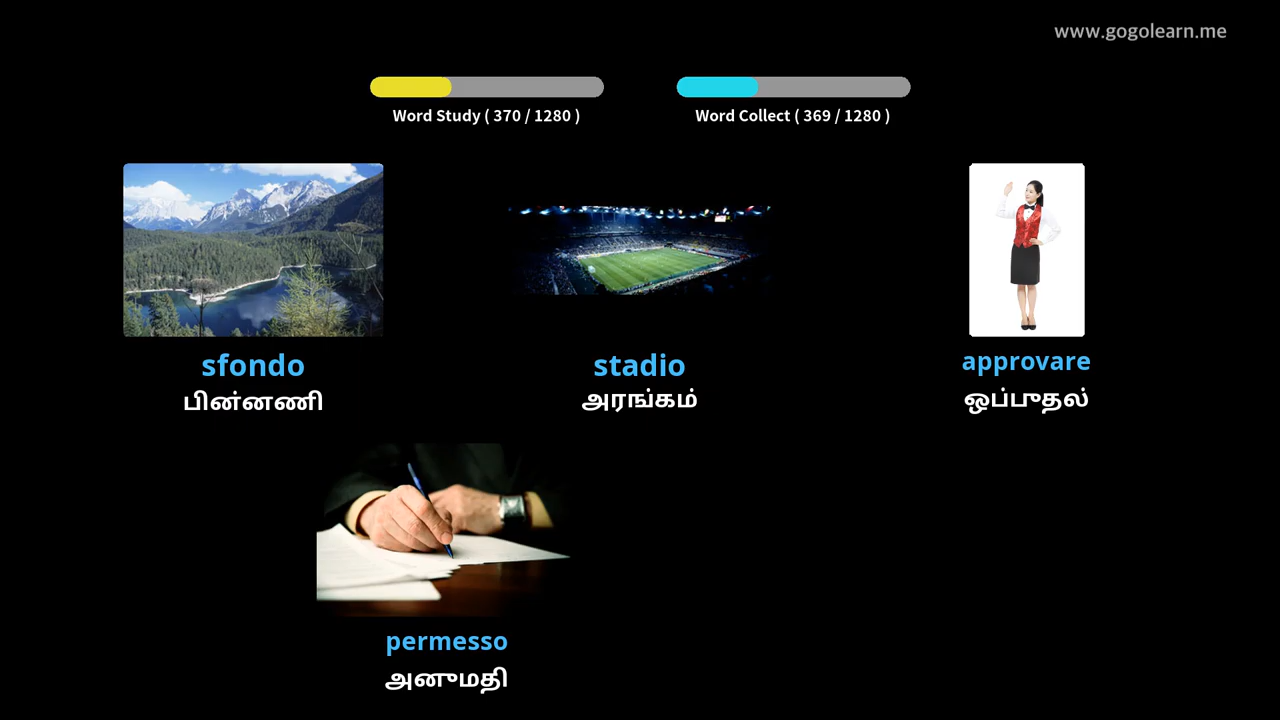 www.gogolearn.me
Word Study ( 370 / 1280 )
Word Collect ( 369 / 1280 )
sfondo
பின்னணி
stadio
அரங்கம்
approvare
ஒப்புதல்
permesso
அனுமதி